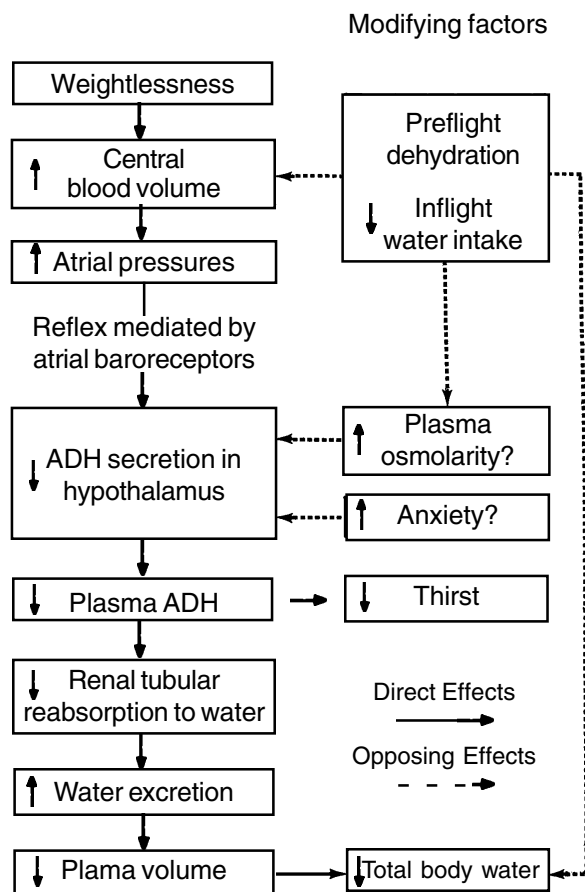 Modifying factors
Weightlessness
Central
blood volume
Atrial pressures
Reflex mediated by
atrial baroreceptors
ADH secretion in
hypothalamus
Plasma ADH
Renal tubular
reabsorption to water
Water excretion
Plama volume
Preflight
dehydration
Inflight
water intake
Plasma
osmolarity?
Anxiety?
Thirst
Direct Effects
Opposing Effects
Total body water